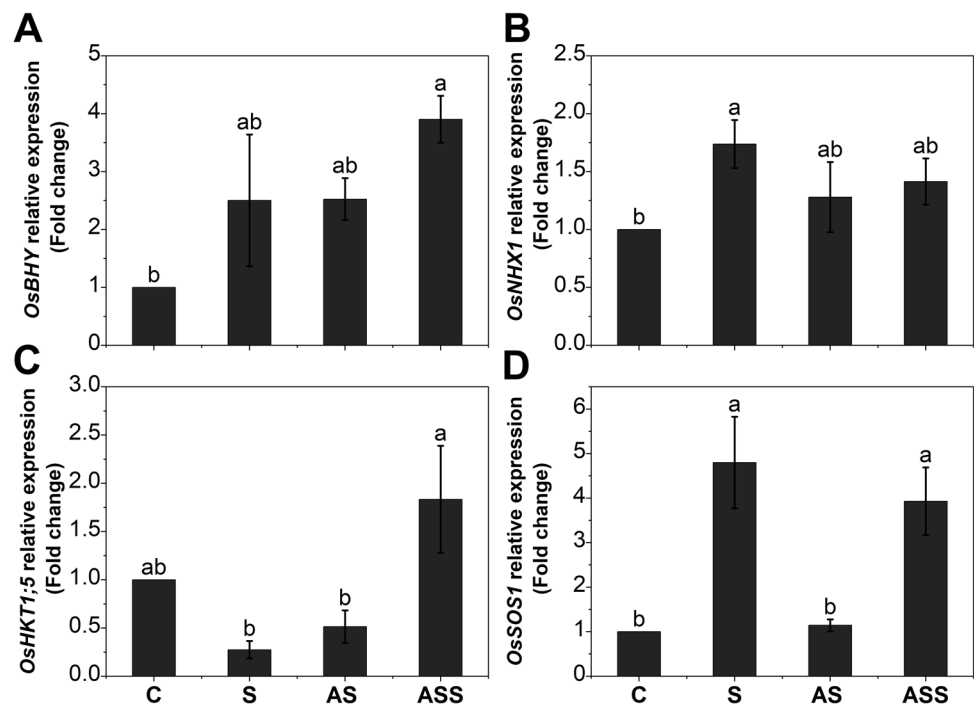 A
OsBHY relative expression
(Fold change)
5
4
3
2
1
0
b
ab
ab
a
B
OsNHX1 relative expression
(Fold change)
2.5
2.0
1.5
1.0
0.5
0.0
b
a
ab
ab
C
OsHKT1;5 relative expression
(Fold change)
3.0
2.5
2.0
1.5
1.0
0.5
0.0
ab
b
b
a
C
S
AS
ASS
D
OsSOS1 relative expression
(Fold change)
6
5
4
3
2
1
0
b
a
b
a
C
S
AS
ASS